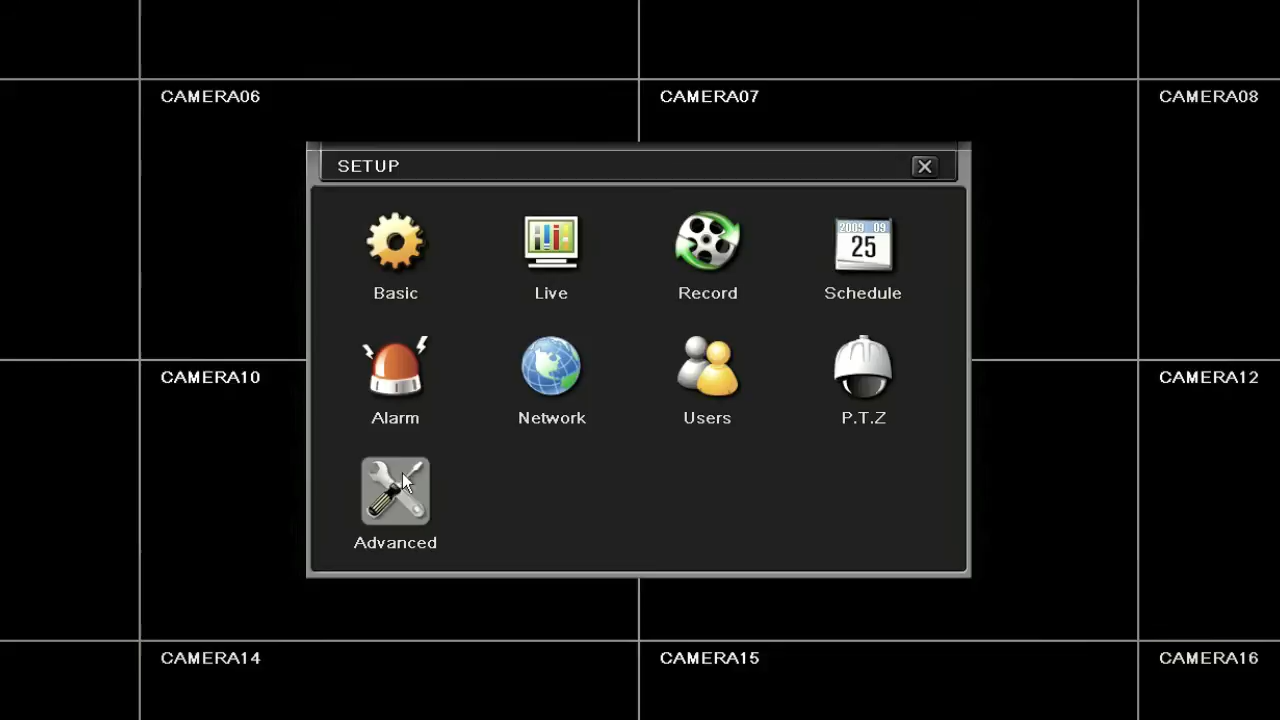 CAMERA06
CAMERA07
CAMERA08
SETUP
2009 09
25
Basic
Live
Record
Schedule
CAMERA10
CAMERA12
Alarm
Network
Users
P.T.Z
Advanced
CAMERA14
CAMERA15
CAMERA16